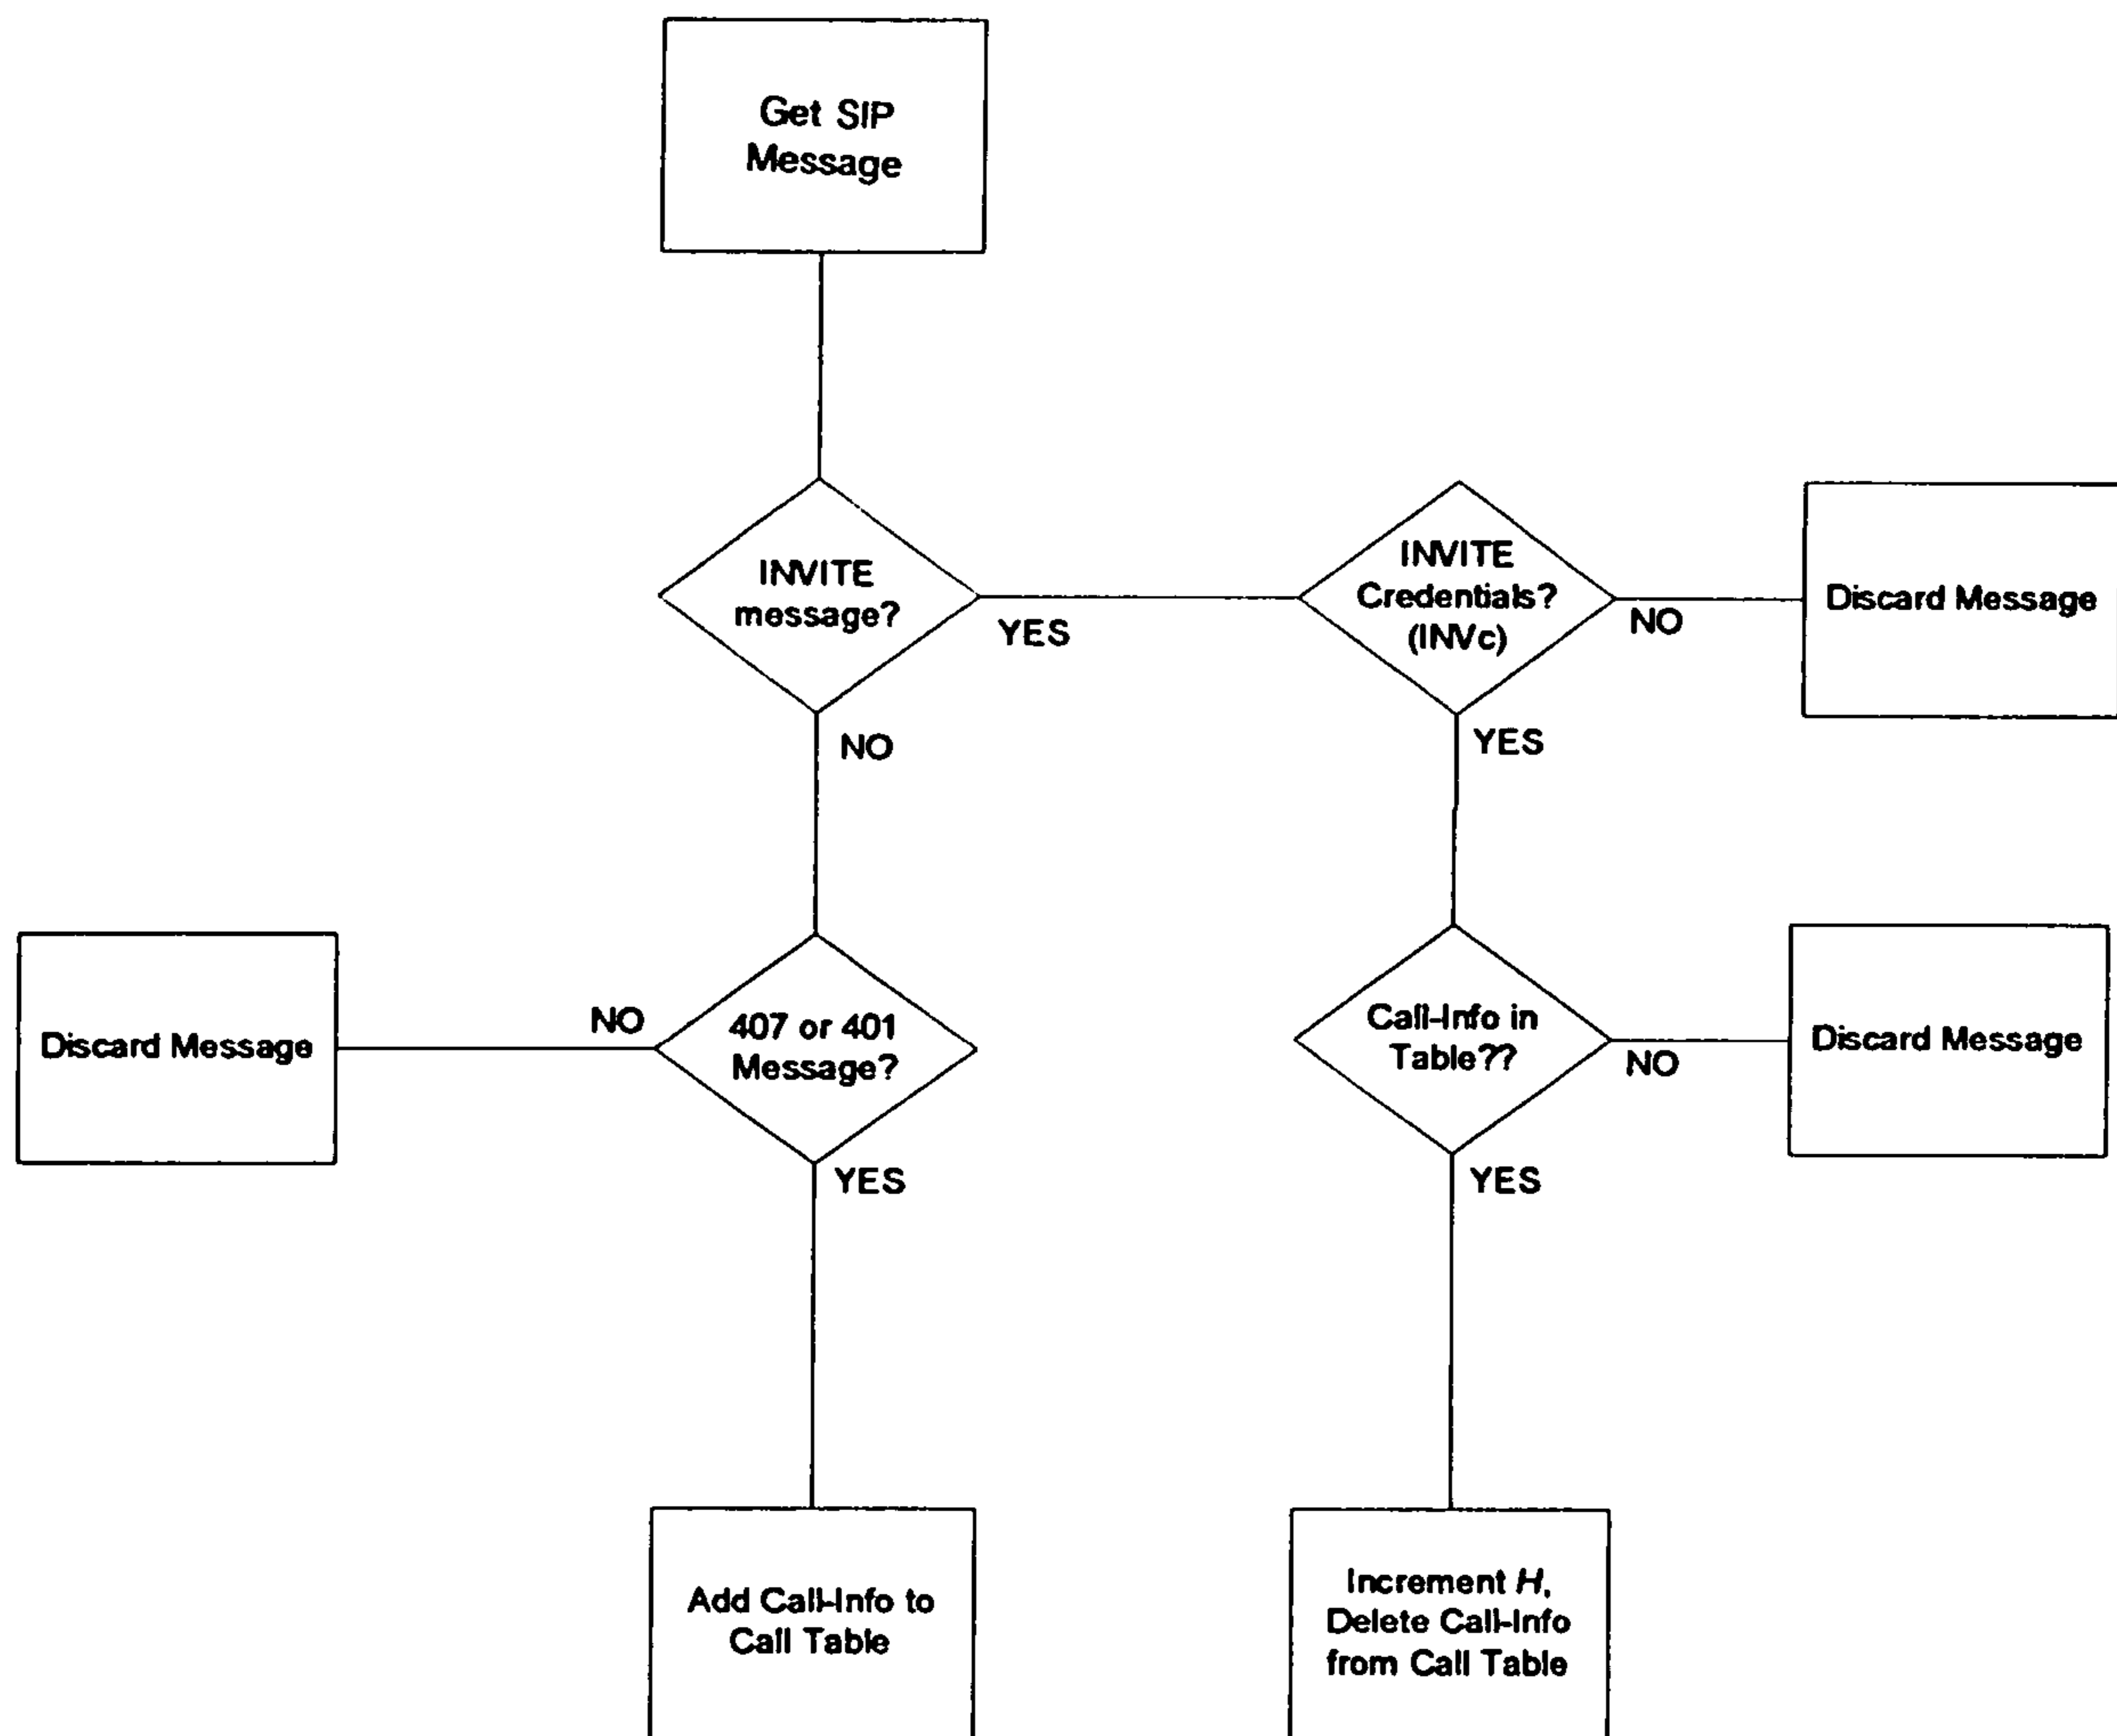 Get SIP
Message
INVITE
message?
YES
NO
INVITE
Credentials?
(INVc)
NO
YES
Discard Message
Discard Message
NO
407 or 401
Message?
YES
Call-Info in
Table??
NO
YES
Discard Message
Add Call-Info to
Call Table
Increment H,
Delete Call-Info
from Call Table